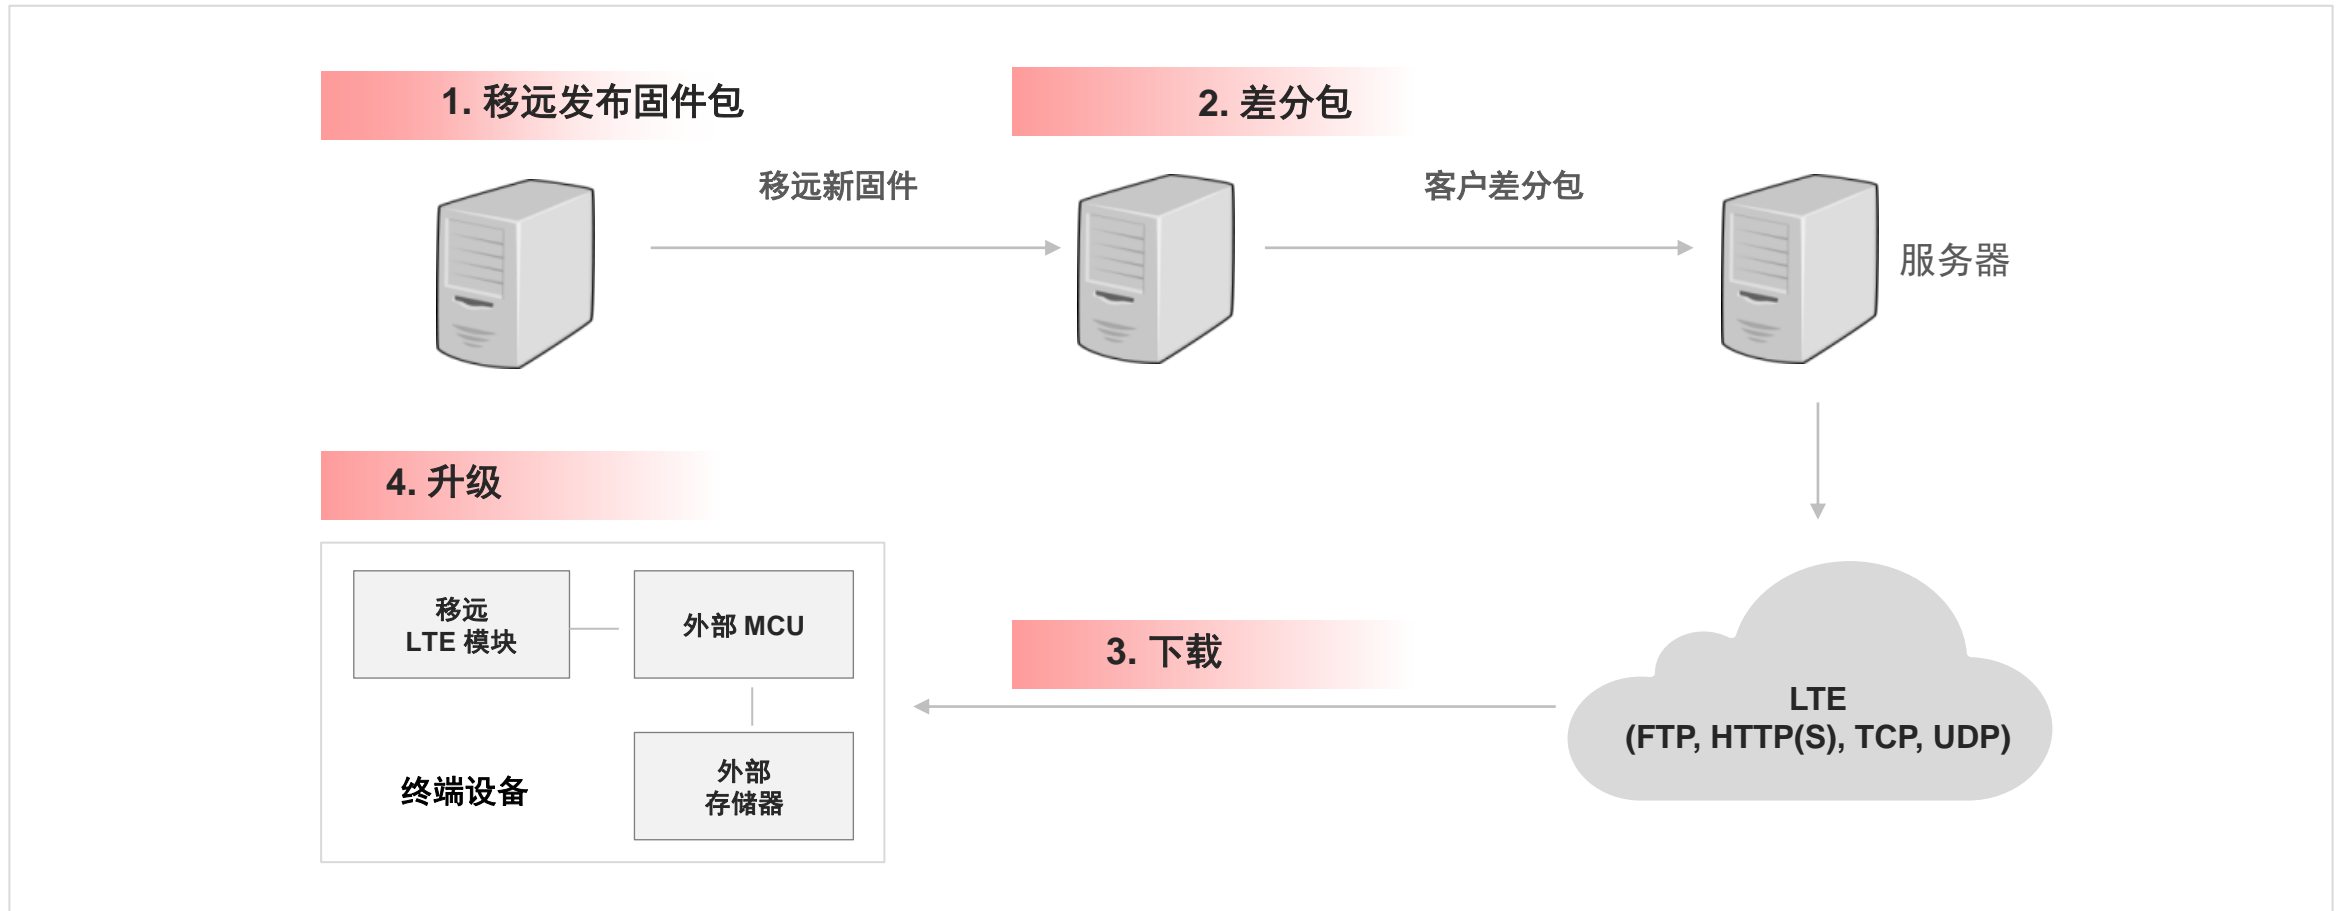 1. 移远发布固件包
2. 差分包
移远新固件
客户差分包
服务器
4. 升级
移远
LTE 模块
外部 MCU
外部
存储器
终端设备
3. 下载
LTE
(FTP, HTTP(S), TCP, UDP)